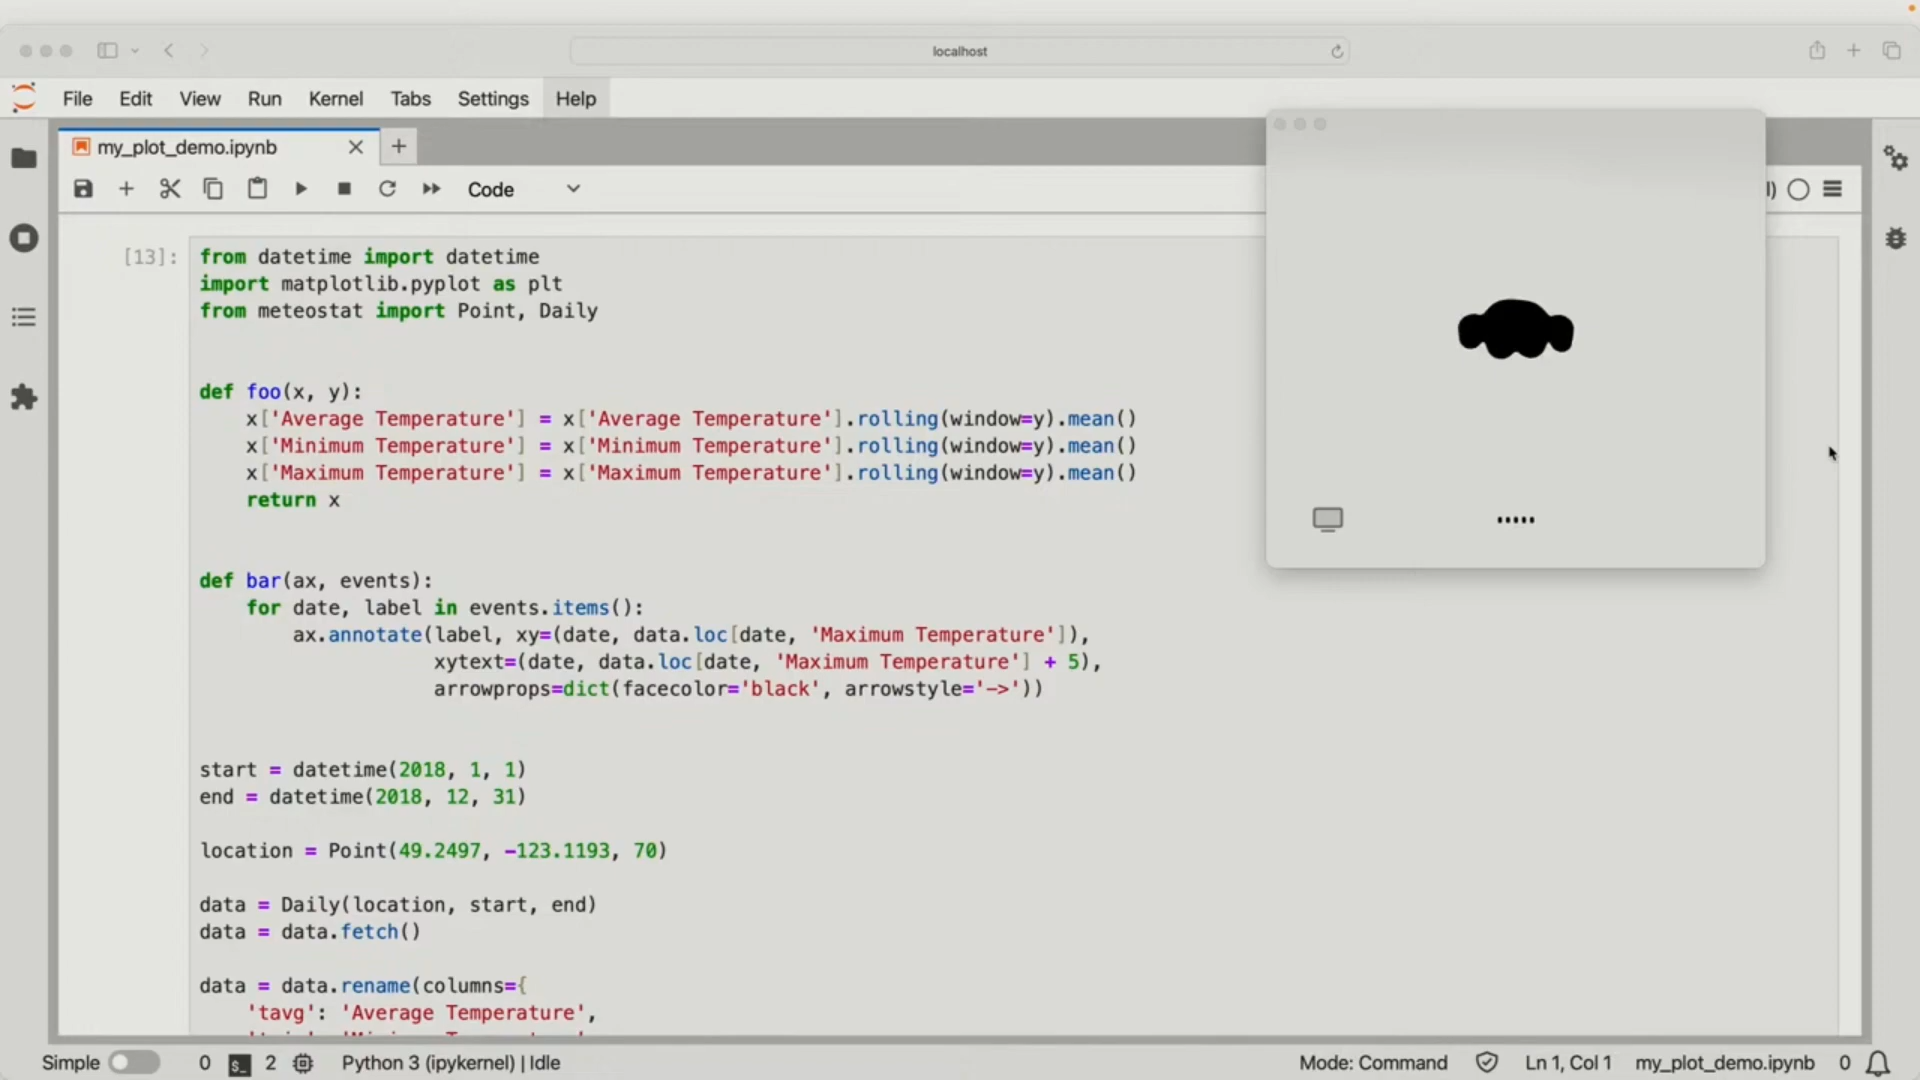 localhost
File Edit View Run Kernel Tabs Settings Help
my_plot_demo.ipynb
Code
[13]:
from datetime import datetime
import matplotlib.pyplot as plt
from meteostat import Point, Daily
def foo(x, y):
x['Average Temperature'] = x['Average Temperature'].rolling(window=y).mean()
x['Minimum Temperature'] = x['Minimum Temperature'].rolling(window=y).mean()
x['Maximum Temperature'] = x['Maximum Temperature'].rolling(window=y).mean()
return x
def bar(ax, events):
for date, label in events.items():
ax.annotate(label, xy=(date, data.loc[date, 'Maximum Temperature']),
xytext=(date, data.loc[date, 'Maximum Temperature'] + 5),
arrowprops=dict(facecolor='black', arrowstyle='->'))
start = datetime(2018, 1, 1)
end = datetime(2018, 12, 31)
location = Point(49.2497, -123.1193, 70)
data = Daily(location, start, end)
data = data.fetch()
data = data.rename(columns={
'tavg': 'Average Temperature',
Simple 0 $_ 2 Python 3 (ipykernel) | Idle Mode: Command Ln 1, Col 1 my_plot_demo.ipynb 0